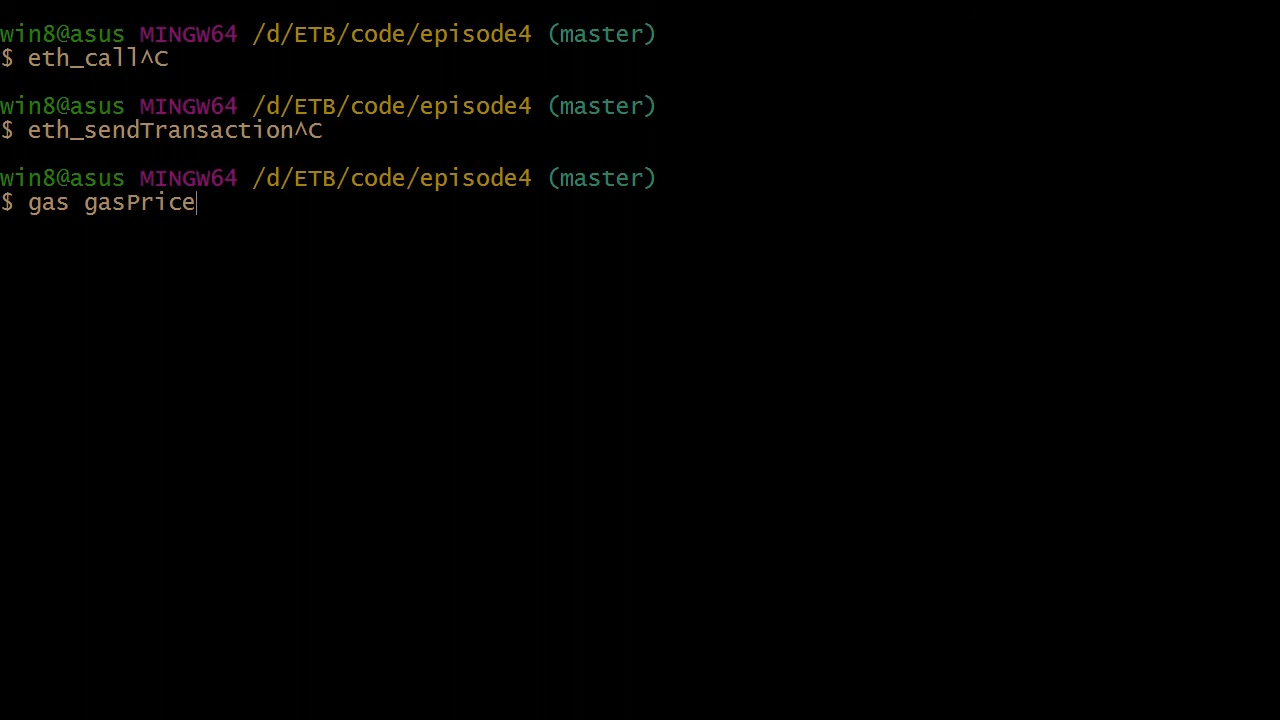 win8@asus MINGW64 /d/ETB/code/episode4 (master)
$ eth_call^C
win8@asus MINGW64 /d/ETB/code/episode4 (master)
$ eth_sendTransaction^C
win8@asus MINGW64 /d/ETB/code/episode4 (master)
$ gas gasPrice